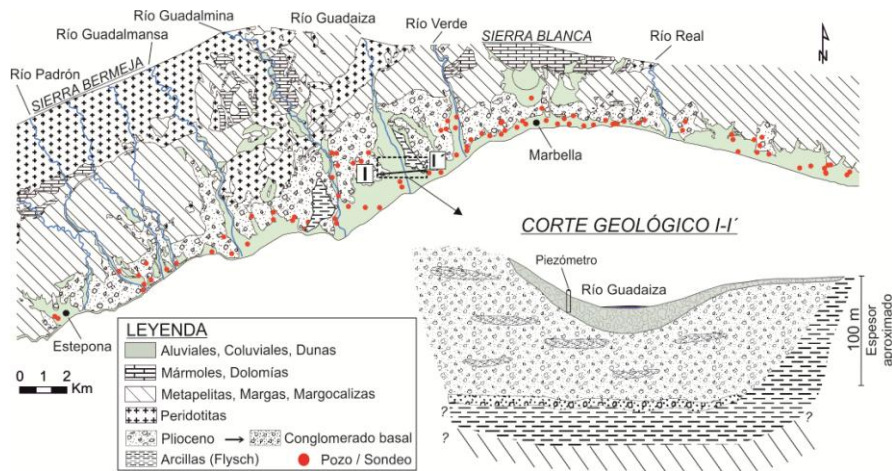 Río Guadalmina
Río Guadalmansa
Río Padrón
SIERRA BERMEJA
Río Guadaiza
Río Verde
SIERRA BLANCA
Río Real
N
Marbella
I
I´
Estepona
0 1 2
Km
CORTE GEOLÓGICO I-I´
Piezómetro
Río Guadaiza
100 m
Espesor
aproximado
?
?
?
?
LEYENDA
Aluviales, Coluviales, Dunas
Mármoles, Dolomías
Metapelitas, Margas, Margocalizas
Peridotitas
Plioceno
Conglomerado basal
Arcillas (Flysch)
Pozo / Sondeo